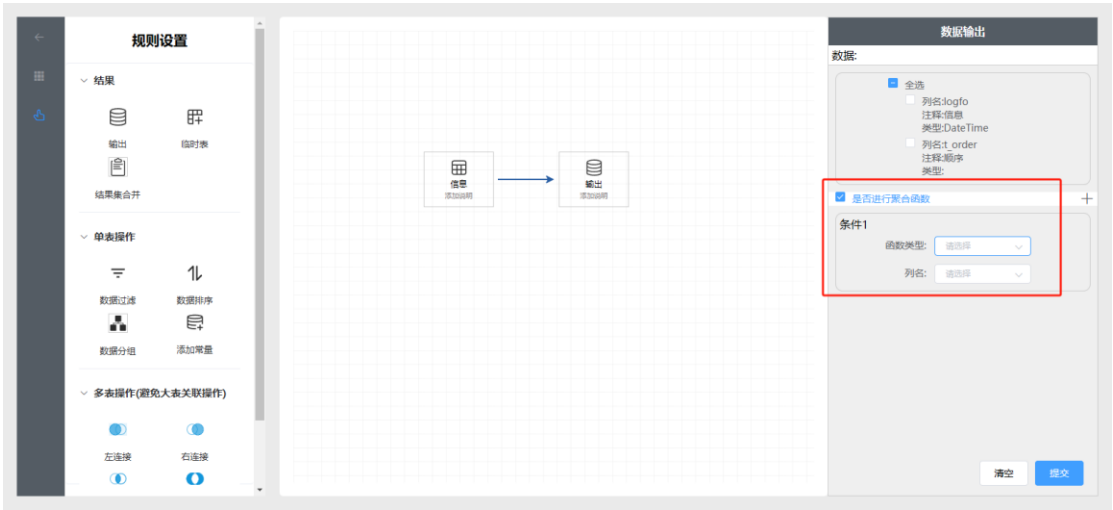 规则设置
结果
输出
临时表
结果集合并
单表操作
数据过滤
数据排序
数据分组
添加常量
多表操作(避免大表关联操作)
左连接
右连接
信息
添加说明
输出
添加说明
数据输出
数据:
全选
列名:logfo
注释:信息
类型:DateTime
列名:t_order
注释:顺序
类型:
是否进行聚合函数
条件1
函数类型:
请选择
列名:
请选择
清空
提交